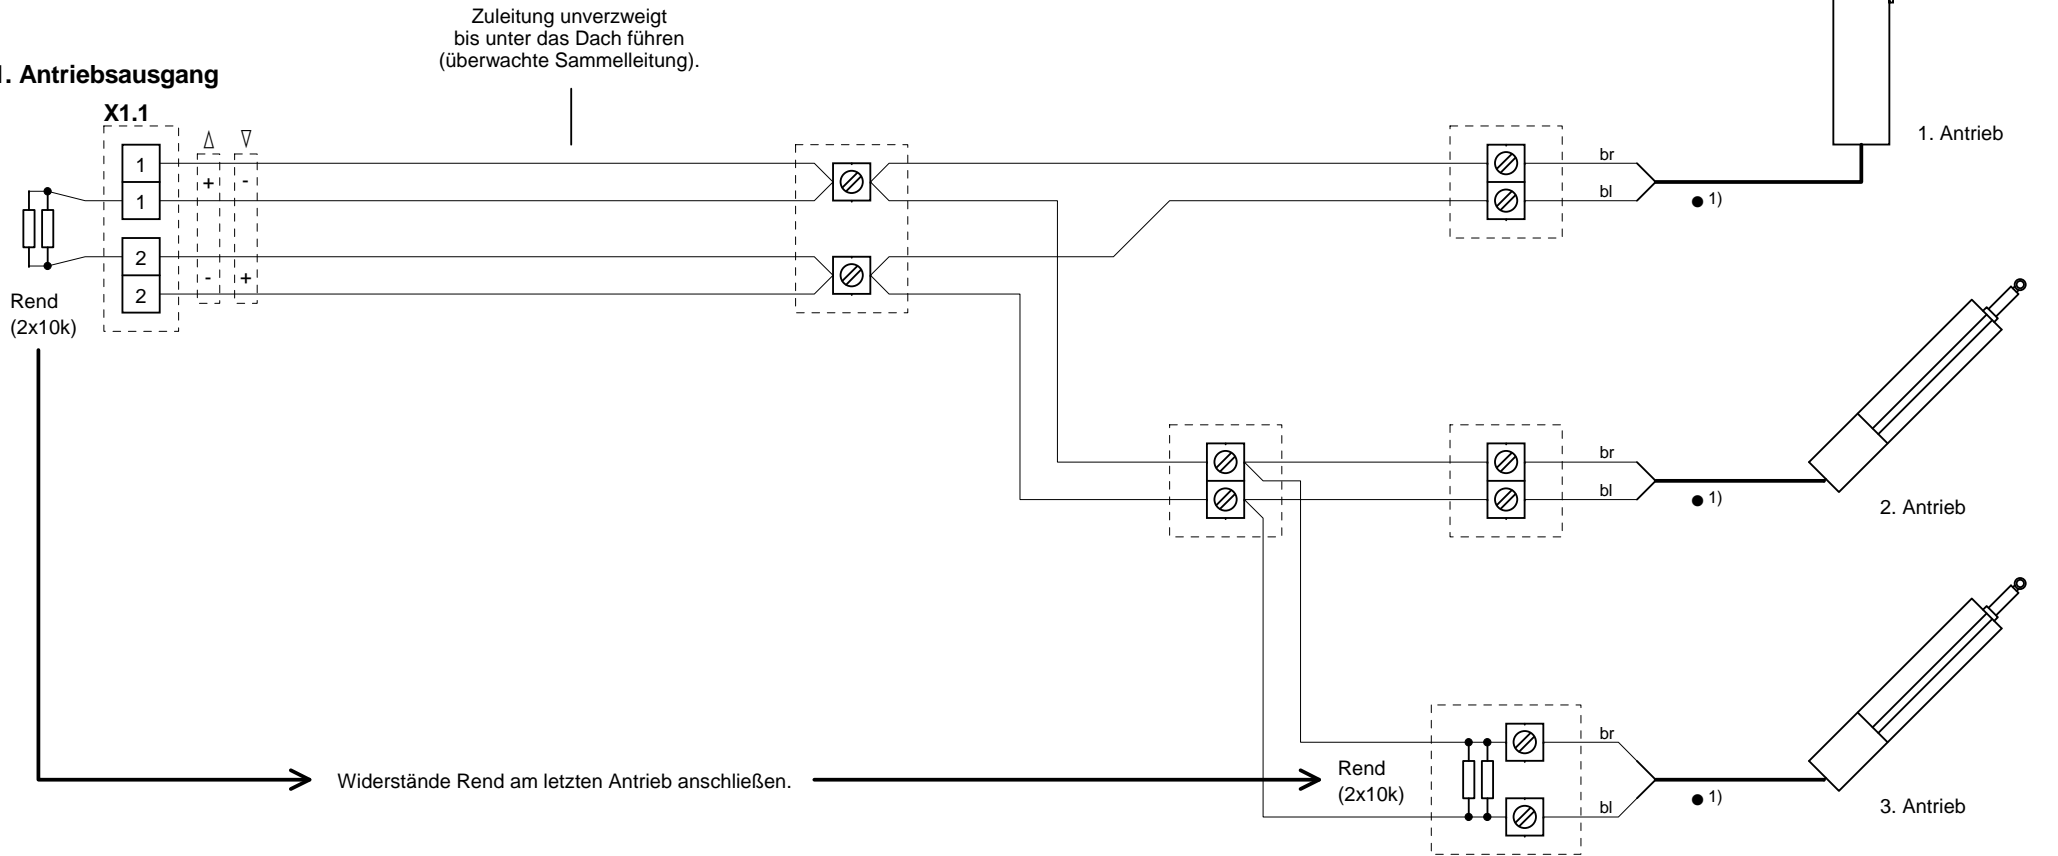 Zuleitung unverzweigt
bis unter das Dach führen
(überwachte Sammelleitung).
1. Antriebsausgang
X1.1
1
1
2
2
+
-
-
+
Rend
(2x10k)
br
bl
1)
1. Antrieb
br
bl
1)
2. Antrieb
Widerstände Rend am letzten Antrieb anschließen.
Rend
(2x10k)
br
bl
1)
3. Antrieb